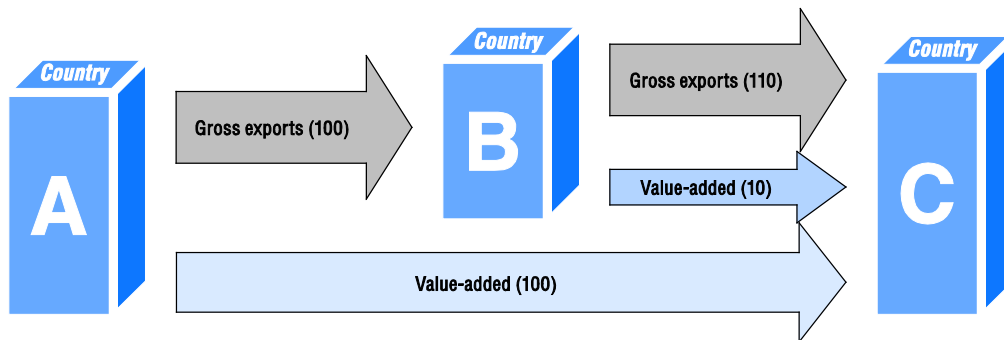 Country
A
Gross exports (100)
Country
B
Gross exports (110)
Value-added (10)
Value-added (100)
Country
C